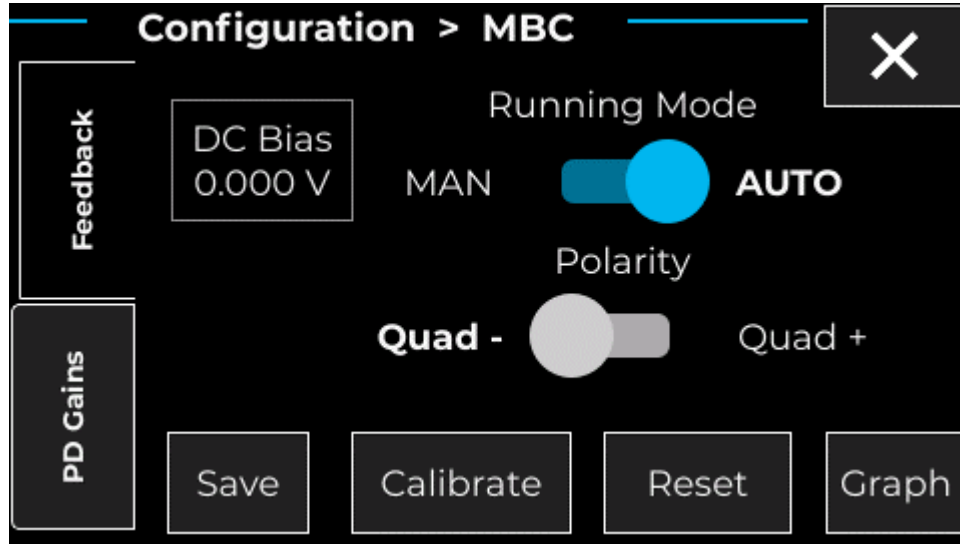 Configuration > MBC
Feedback
PD Gains
DC Bias
0.000 V
Running Mode
MAN
AUTO
Polarity
Quad -
Quad +
Save
Calibrate
Reset
Graph